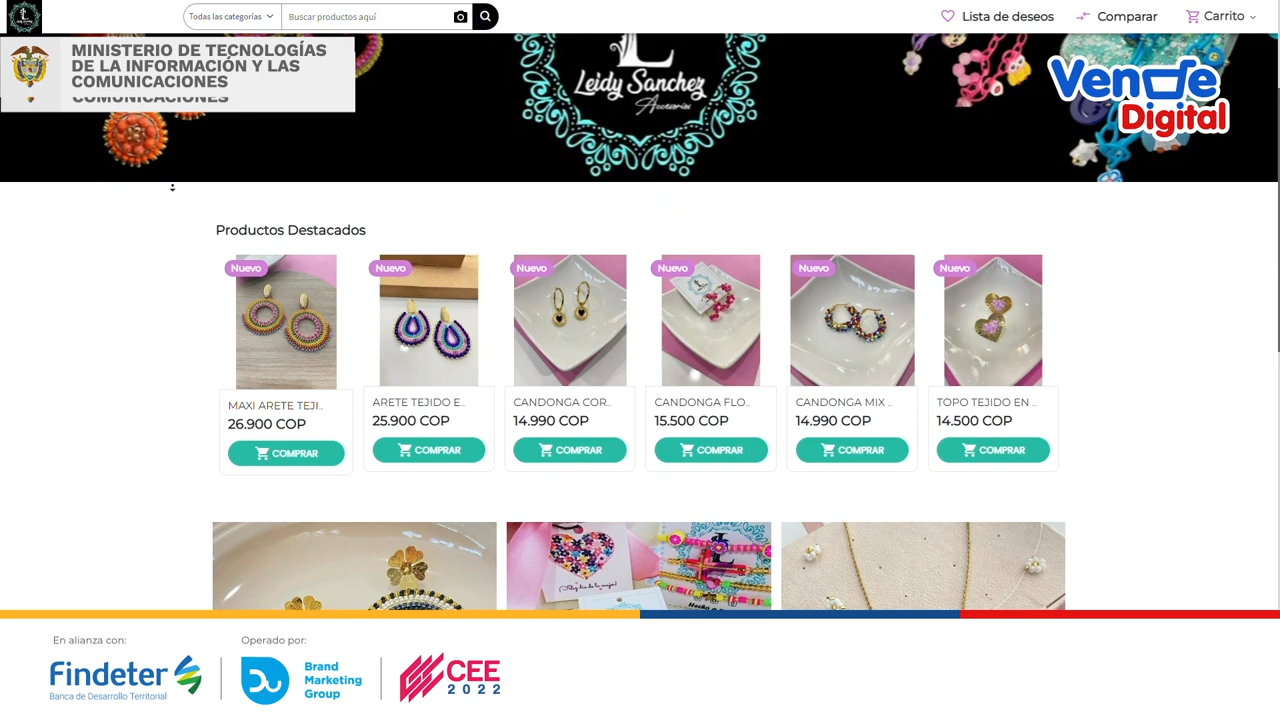 Todas las categorías
Buscar productos aquí
Lista de deseos
Comparar
Carrito
MINISTERIO DE TECNOLOGÍAS
DE LA INFORMACIÓN Y LAS
COMUNICACIONES
COMUNICACIONES
L
Leidy Sanchez
Accesorios
Vende
Digital
Productos Destacados
Nuevo
Nuevo
Nuevo
Nuevo
Nuevo
Nuevo
MAXI ARETE TEJI...
26.900 COP
COMPRAR
ARETE TEJIDO E...
25.900 COP
COMPRAR
CANDONGA COR...
14.990 COP
COMPRAR
CANDONGA FLO...
15.500 COP
COMPRAR
CANDONGA MIX ...
14.990 COP
COMPRAR
TOPO TEJIDO EN ...
14.500 COP
COMPRAR
En alianza con:
Findeter
Banca de Desarrollo Territorial
Operado por:
Du
Brand
Marketing
Group
CEE
2022